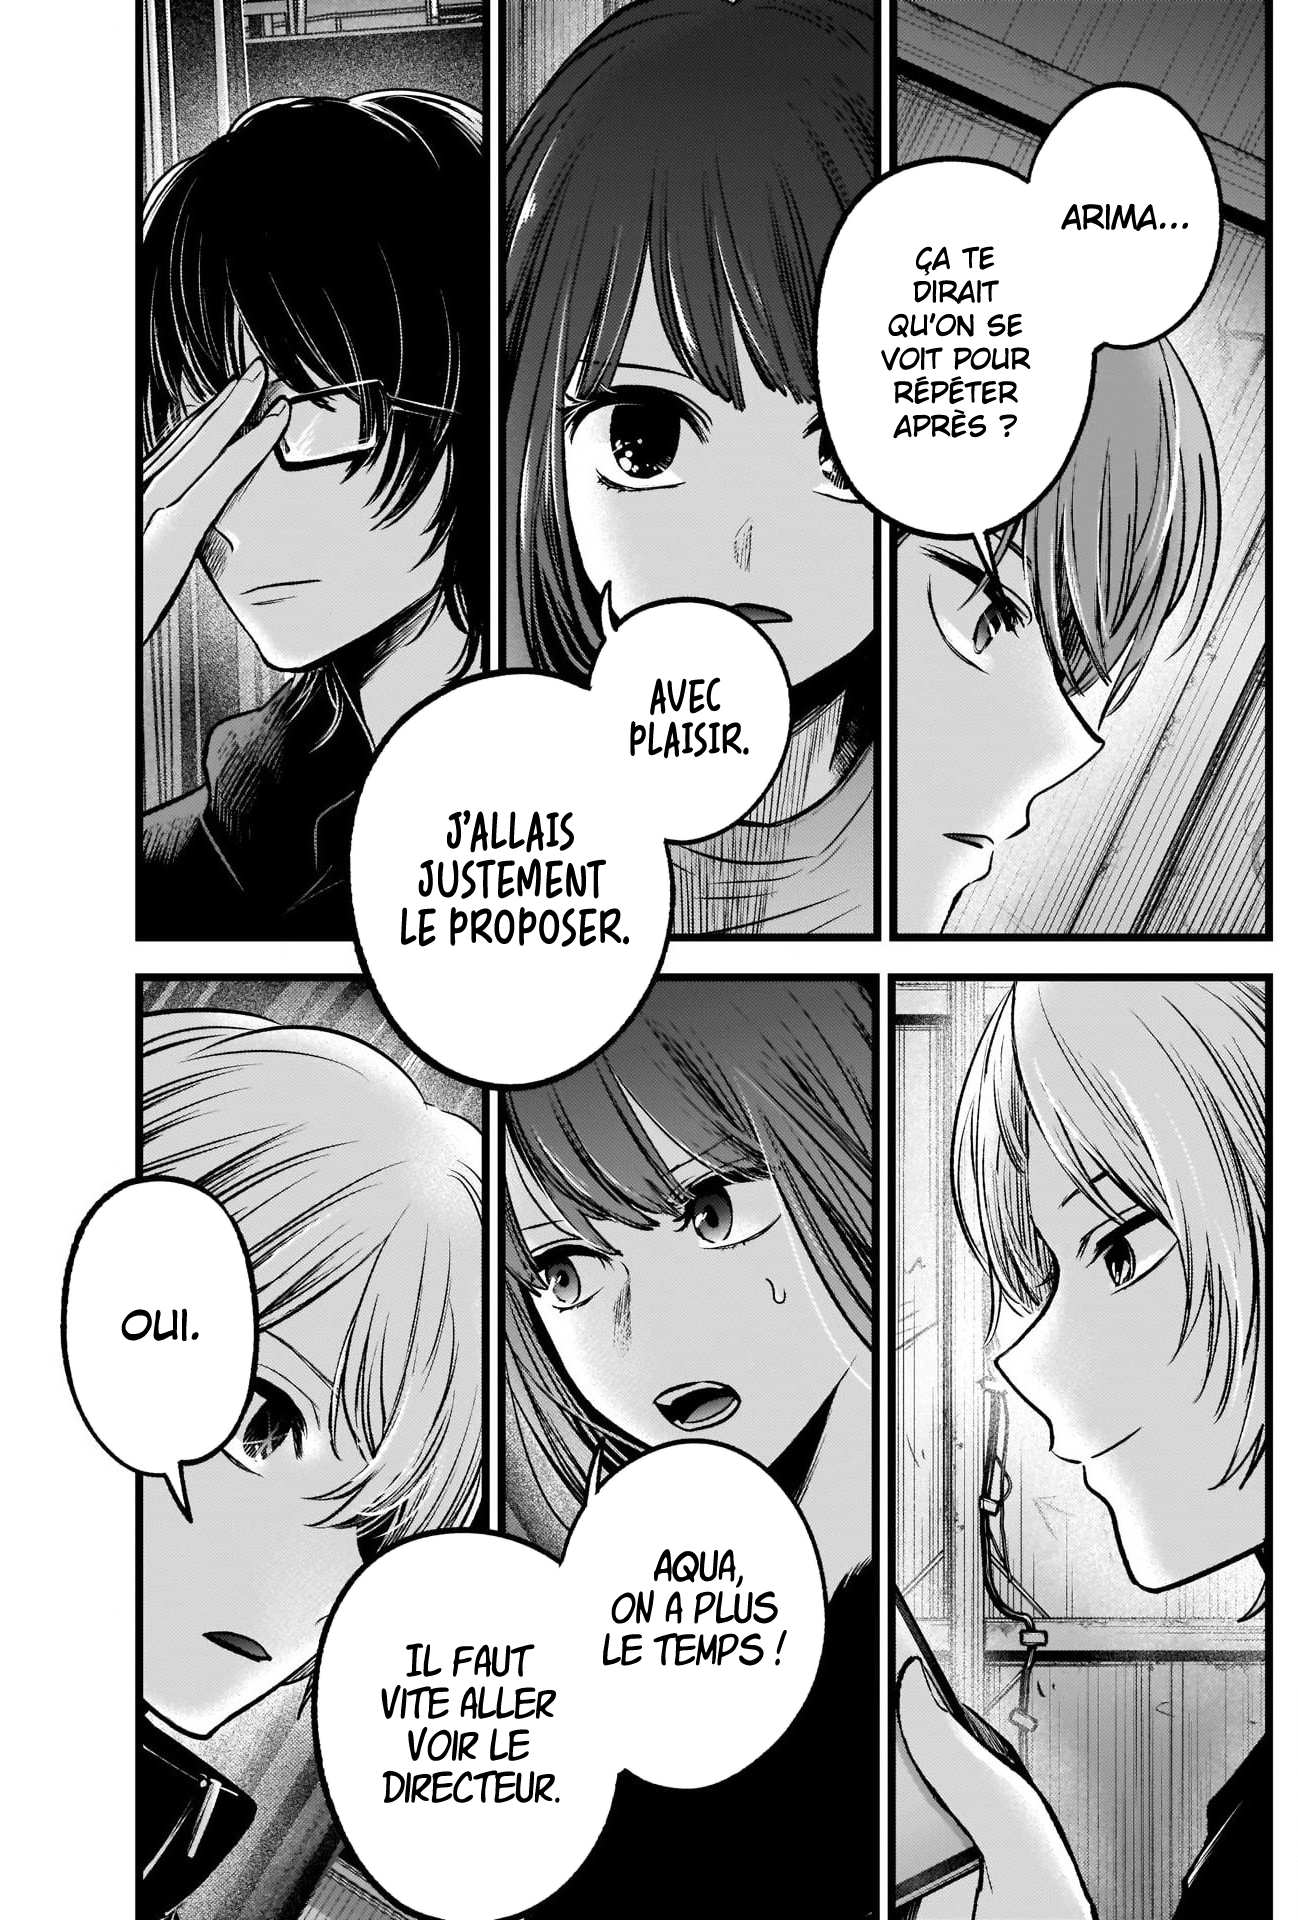 ARIMA...
ÇA TE
DIRAIT
QU'ON SE
VOIT POUR
RÉPÉTER
APRÈS ?
AVEC
PLAISIR.
J'ALLAIS
JUSTEMENT
LE PROPOSER.
AQUA,
ON A PLUS
LE TEMPS !
IL FAUT
VITE ALLER
VOIR LE
DIRECTEUR.
OUI.